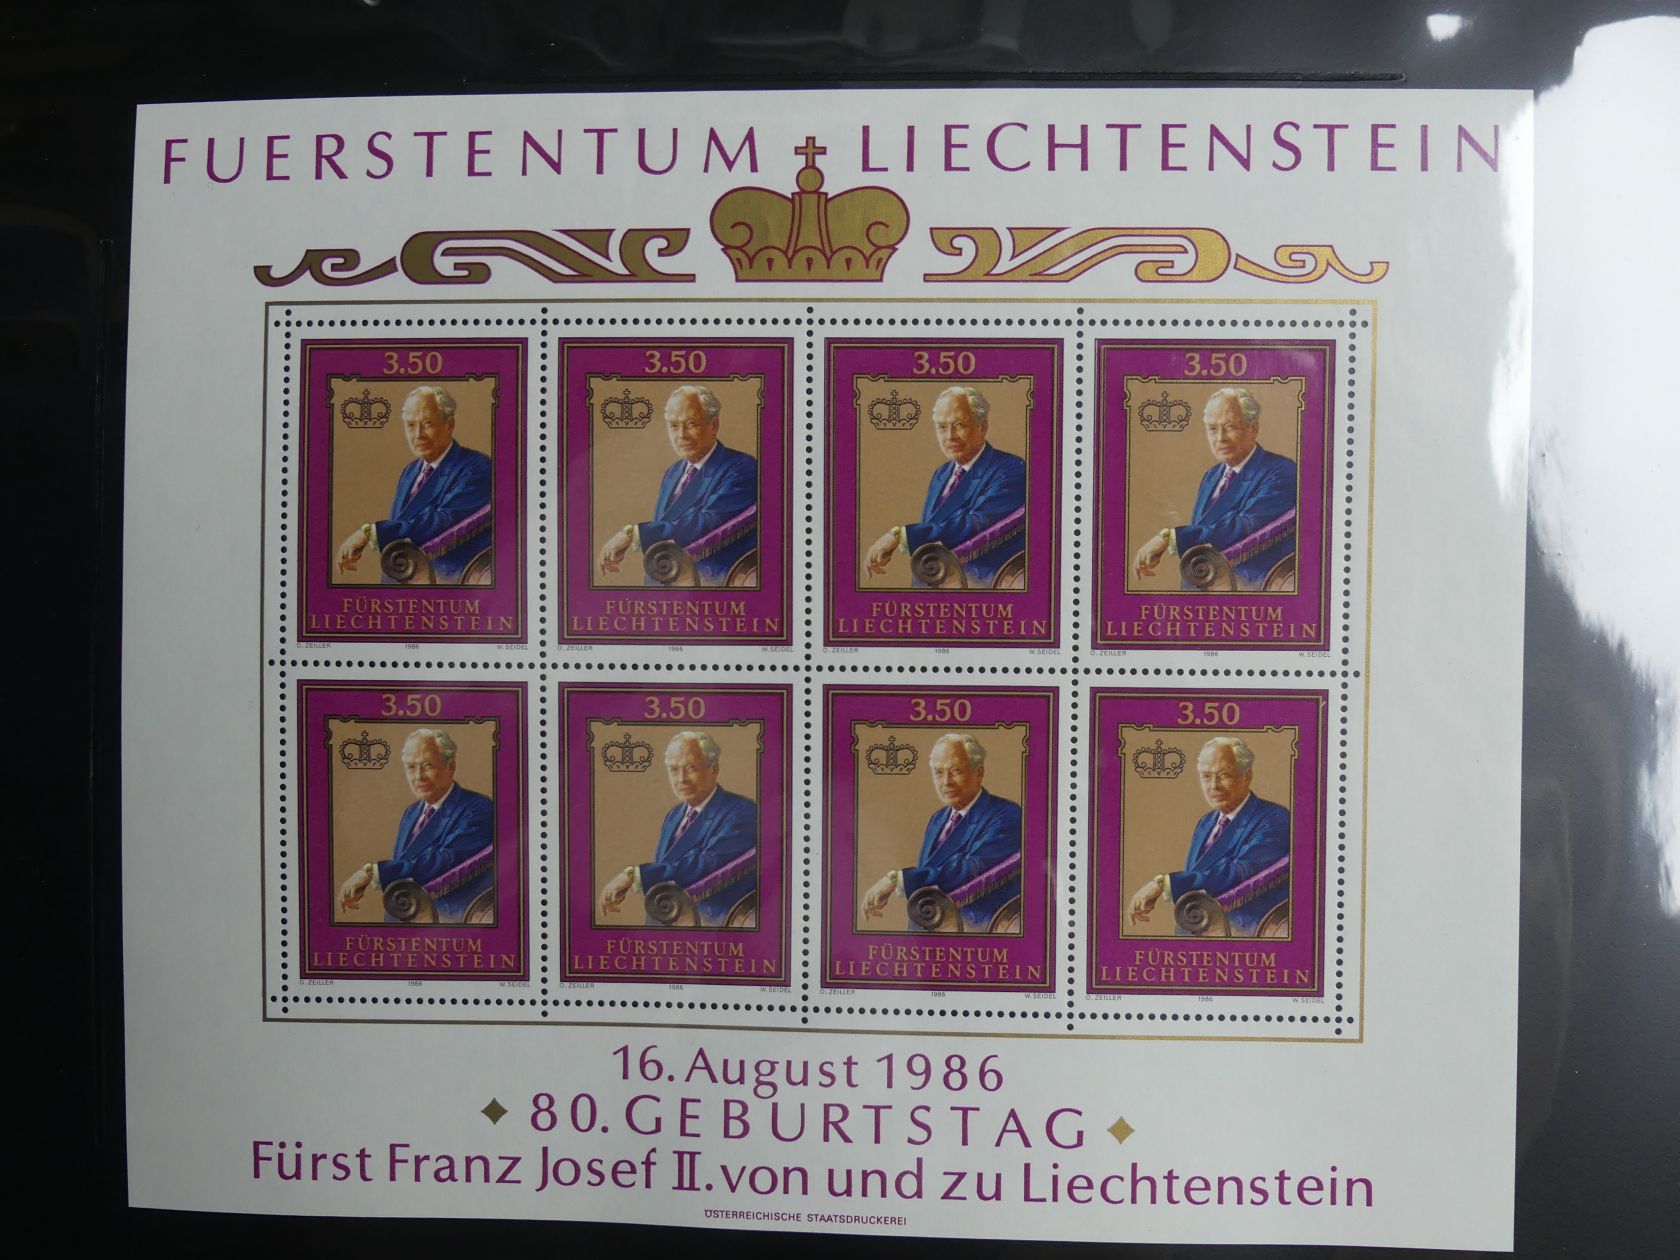 FUERSTENTUM LIECHTENSTEIN
3.50 3.50 3.50 3.50
FÜRSTENTUM FÜRSTENTUM FÜRSTENTUM FÜRSTENTUM
LIECHTENSTEIN LIECHTENSTEIN LIECHTENSTEIN LIECHTENSTEIN
O. ZEILLER 1986 W. SEIDEL O. ZEILLER 1986 W. SEIDEL O. ZEILLER 1986 W. SEIDEL O. ZEILLER 1986 W. SEIDEL
3.50 3.50 3.50 3.50
FÜRSTENTUM FÜRSTENTUM FÜRSTENTUM FÜRSTENTUM
LIECHTENSTEIN LIECHTENSTEIN LIECHTENSTEIN LIECHTENSTEIN
O. ZEILLER 1986 W. SEIDEL O. ZEILLER 1986 W. SEIDEL O. ZEILLER 1986 W. SEIDEL O. ZEILLER 1986 W. SEIDEL
16. August 1986
80. GEBURTSTAG
Fürst Franz Josef II. von und zu Liechtenstein
ÖSTERREICHISCHE STAATSDRUCKEREI